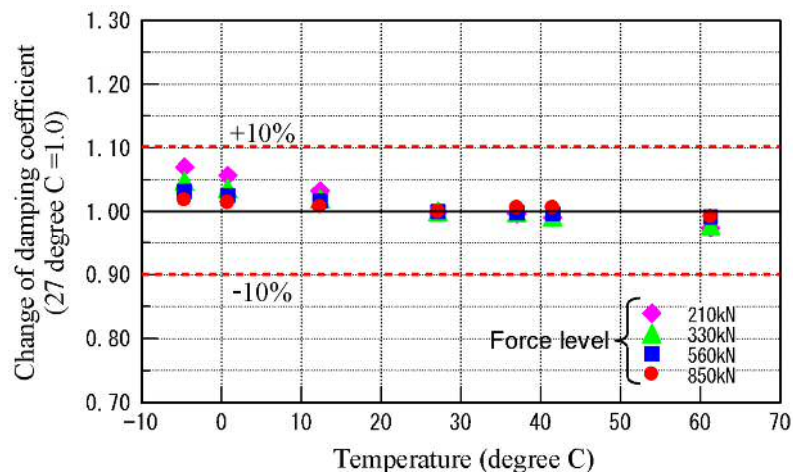 Change of damping coefficient
(27 degree C =1.0)
1.30
1.20
1.10
1.00
0.90
0.80
0.70
+10%
-10%
Force level
210kN
330kN
560kN
850kN
-10 0 10 20 30 40 50 60 70
Temperature (degree C)